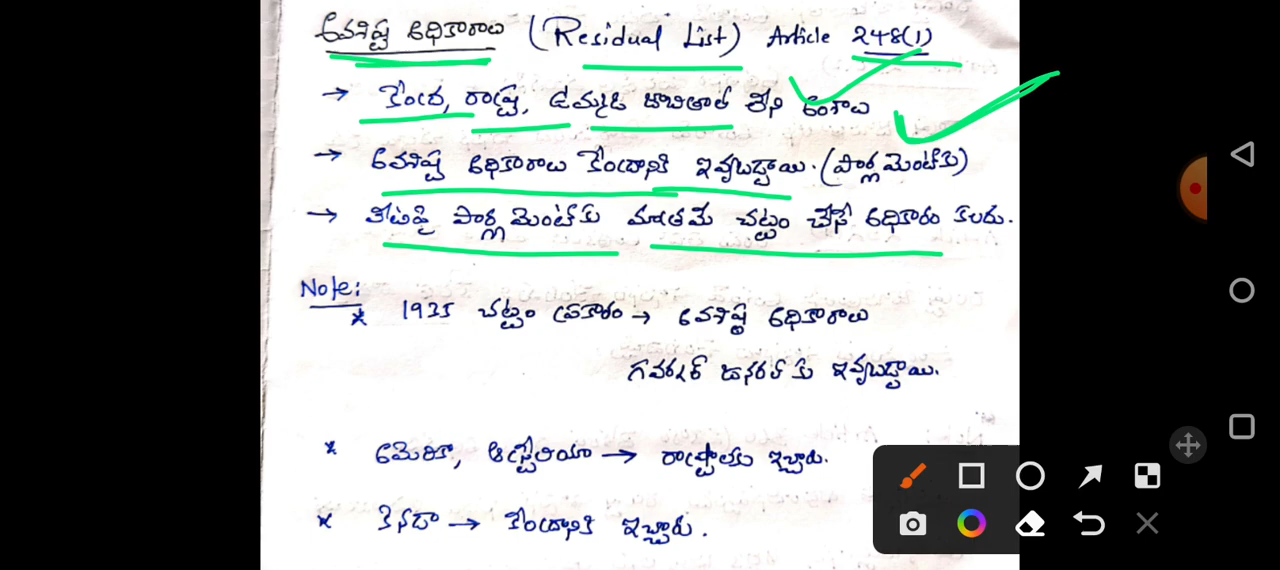 అవశిష్ట అధికారాలు (Residual List) Article 248(1)
→ కేంద్ర, రాష్ట్ర, ఉమ్మడి జాబితాలో లేని అంశాలు
→ అవశిష్ట అధికారాలు కేంద్రానికి ఇవ్వబడ్డాయి. (పార్లమెంట్‌కు)
→ వీటిపై పార్లమెంట్‌కు మాత్రమే చట్టం చేసే అధికారం కలదు.
Note:
* 1935 చట్టం ప్రకారం → అవశిష్ట అధికారాలు
గవర్నర్ జనరల్ కు ఇవ్వబడ్డాయి.
* అమెరికా, ఆస్ట్రేలియా → రాష్ట్రాలకు ఇచ్చారు.
* కెనడా → కేంద్రానికి ఇచ్చారు.